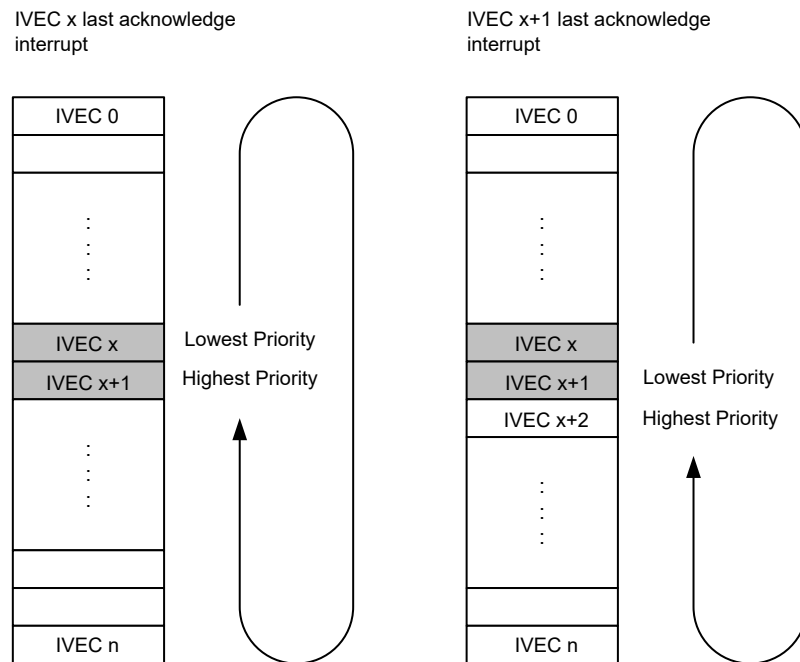 IVEC x last acknowledge
interrupt
IVEC 0
:
:
:
IVEC x
Lowest Priority
IVEC x+1
Highest Priority
:
:
:
IVEC n
IVEC x+1 last acknowledge
interrupt
IVEC 0
:
:
:
IVEC x
IVEC x+1
Lowest Priority
IVEC x+2
Highest Priority
:
:
:
IVEC n